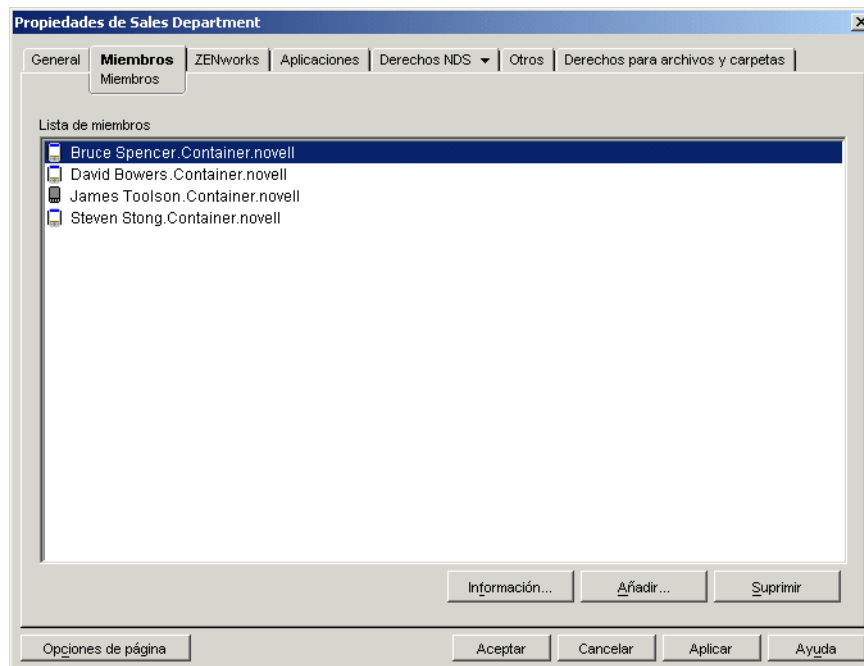 Propiedades de Sales Department
General Miembros ZENworks Aplicaciones Derechos NDS Otros Derechos para archivos y carpetas
Miembros
Lista de miembros
Bruce Spencer.Container.novell
David Bowers.Container.novell
James Toolson.Container.novell
Steven Stong.Container.novell
Información... Añadir... Suprimir
Opciones de página Aceptar Cancelar Aplicar Ayuda